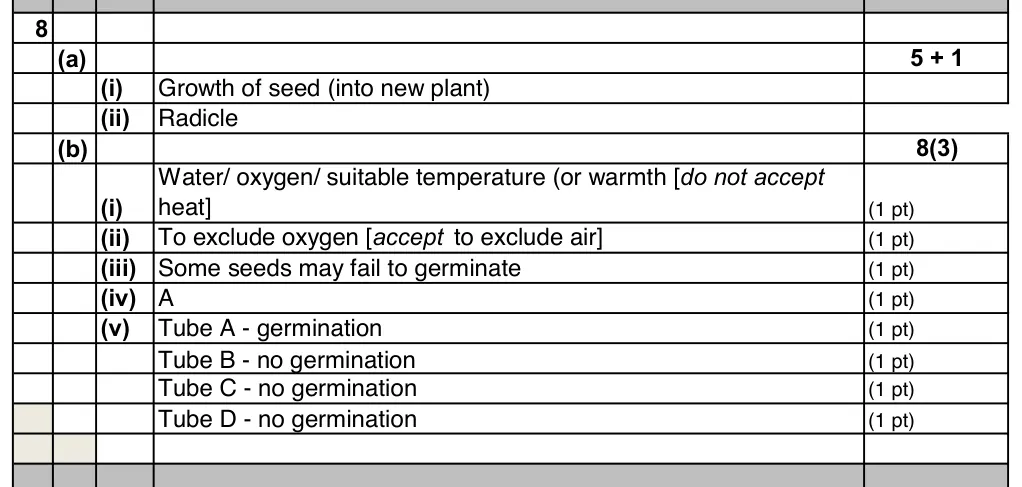 8
(a) 5 + 1
(i) Growth of seed (into new plant)
(ii) Radicle
(b) 8(3)
Water/ oxygen/ suitable temperature (or warmth [do not accept
(i) heat] (1 pt)
(ii) To exclude oxygen [accept to exclude air] (1 pt)
(iii) Some seeds may fail to germinate (1 pt)
(iv) A (1 pt)
(v) Tube A - germination (1 pt)
Tube B - no germination (1 pt)
Tube C - no germination (1 pt)
Tube D - no germination (1 pt)